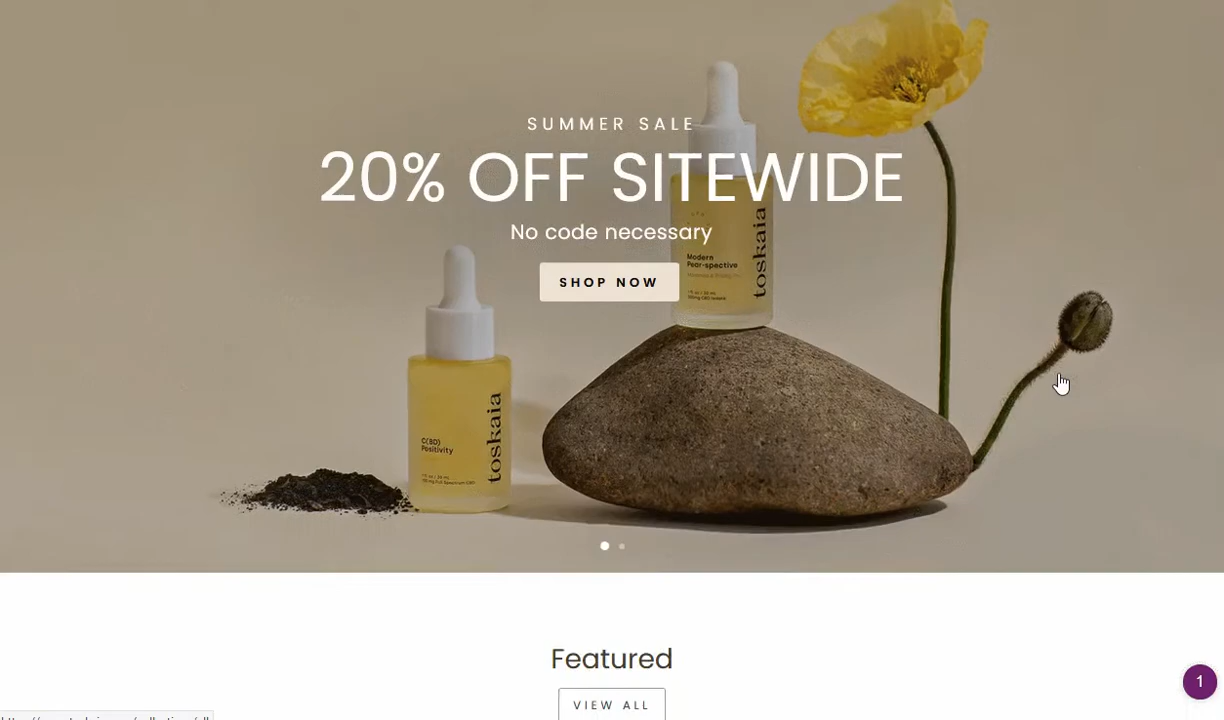 SUMMER SALE
20% OFF SITEWIDE
No code necessary
SHOP NOW
Modern
Pear-spective
toskaia
C(BD)
Positivity
toskaia
Featured
VIEW ALL
1